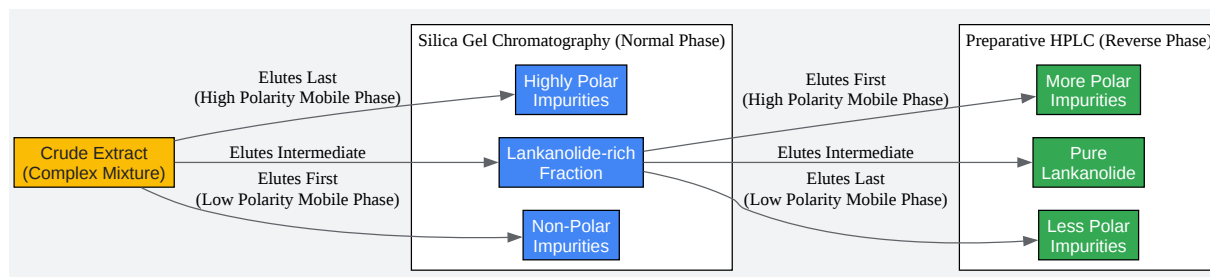 Silica Gel Chromatography (Normal Phase)
Preparative HPLC (Reverse Phase)
Crude Extract
(Complex Mixture)
Elutes Last
(High Polarity Mobile Phase)
Elutes Intermediate
Elutes First
(Low Polarity Mobile Phase)
Highly Polar
Impurities
Lankanolide-rich
Fraction
Non-Polar
Impurities
Elutes First
(High Polarity Mobile Phase)
Elutes Intermediate
Elutes Last
(Low Polarity Mobile Phase)
More Polar
Impurities
Pure
Lankanolide
Less Polar
Impurities